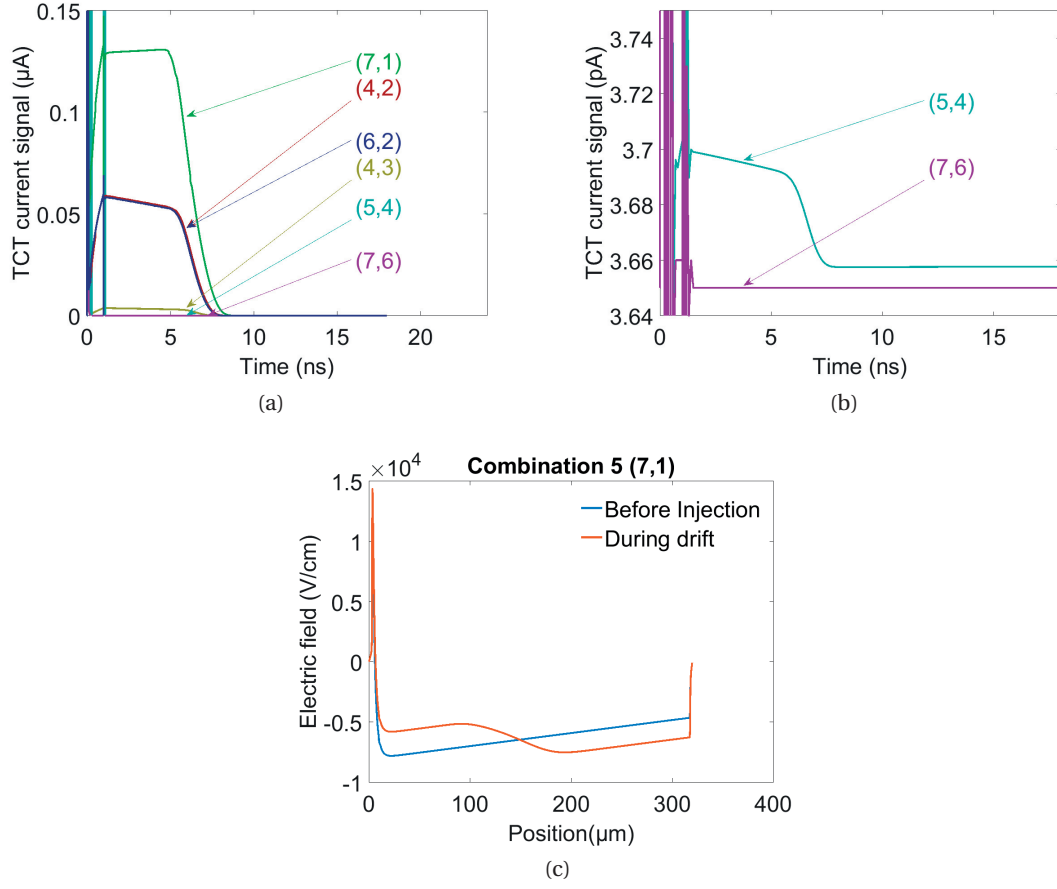 0.15
0.1
0.05
0
TCT current signal (µA)
0 5 10 15 20
Time (ns)
(7,1)
(4,2)
(6,2)
(4,3)
(5,4)
(7,6)
(a)
3.74
3.72
3.7
3.68
3.66
3.64
TCT current signal (pA)
0 5 10 15
Time (ns)
(5,4)
(7,6)
(b)
Combination 5 (7,1)
×10⁴
1.5
1
0.5
0
-0.5
-1
Electric field (V/cm)
0 100 200 300 400
Position(µm)
Before Injection
During drift
(c)